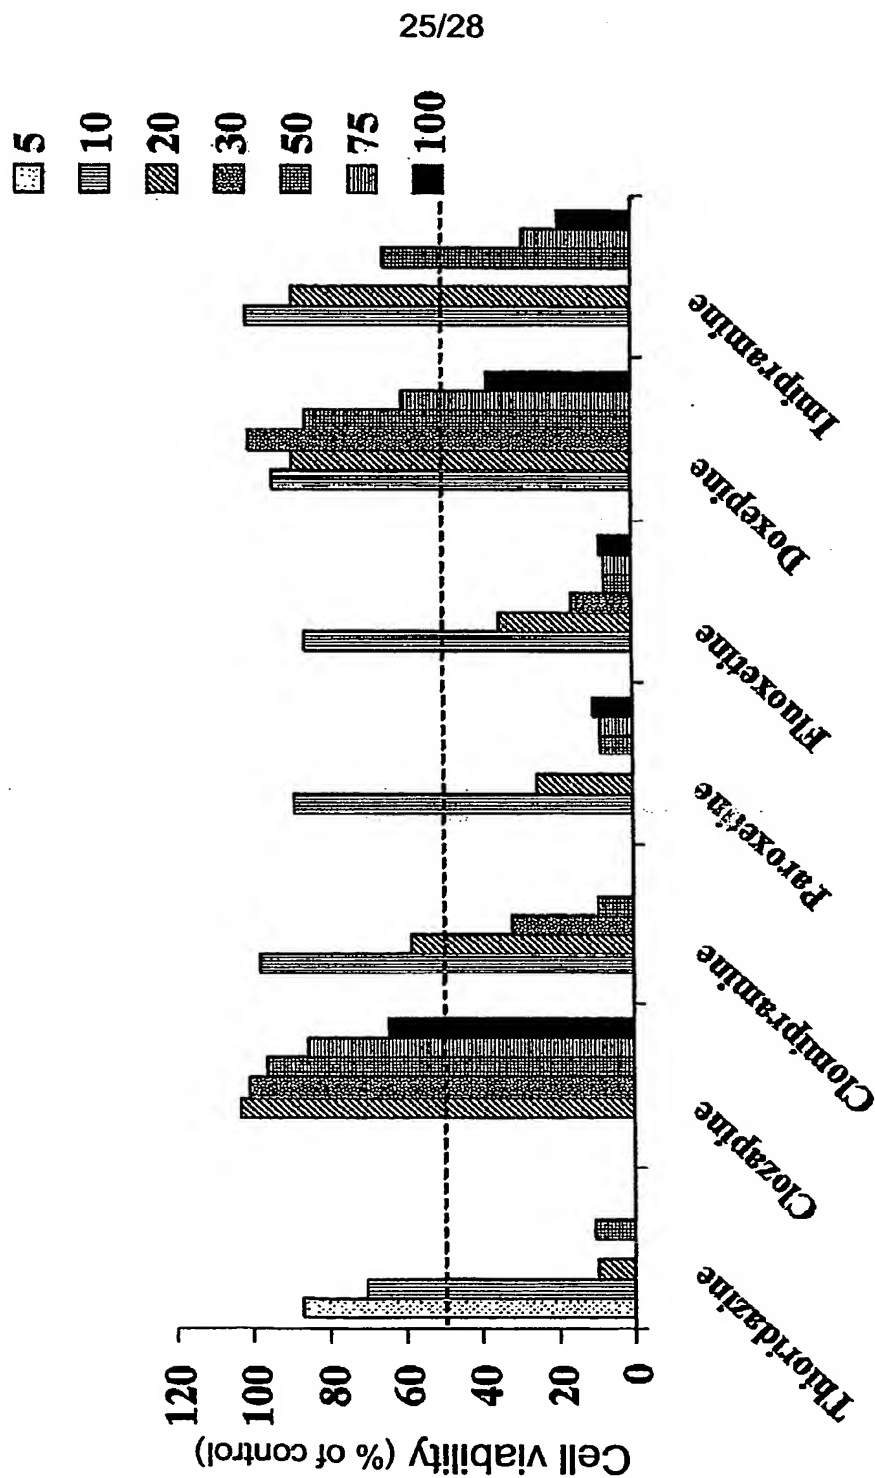 25/28
5
10
20
30
50
75
100
Cell viability (% of control)
120
100
80
60
40
20
0
Thioridazine
Clozapine
Clomipramine
Paroxetine
Fluoxetine
Doxepine
Imipramine